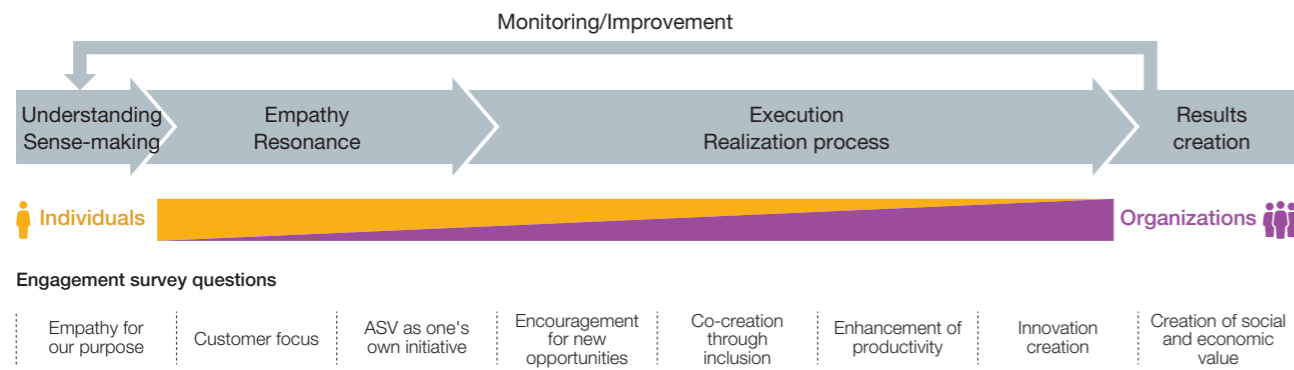 Monitoring/Improvement
Understanding
Sense-making
Empathy
Resonance
Execution
Realization process
Results
creation
Individuals
Organizations
Engagement survey questions
Empathy for
our purpose
Customer focus
ASV as one's
own initiative
Encouragement
for new
opportunities
Co-creation
through
inclusion
Enhancement of
productivity
Innovation
creation
Creation of social
and economic
value